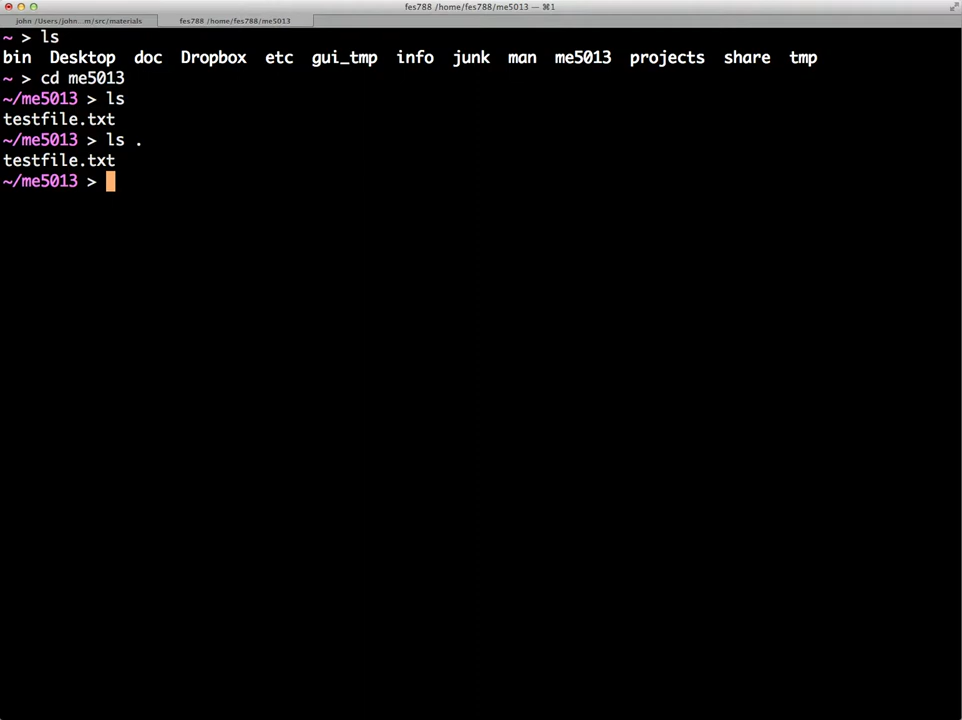 fes788 /home/fes788/me5013 — ⌘1
john /Users/john...m/src/materials fes788 /home/fes788/me5013
~ > ls
bin Desktop doc Dropbox etc gui_tmp info junk man me5013 projects share tmp
~ > cd me5013
~/me5013 > ls
testfile.txt
~/me5013 > ls .
testfile.txt
~/me5013 >